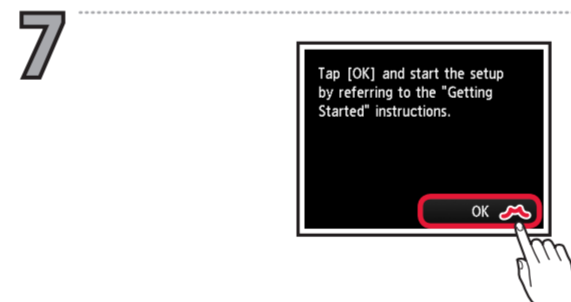 7
Tap [OK] and start the setup
by referring to the "Getting
Started" instructions.
OK